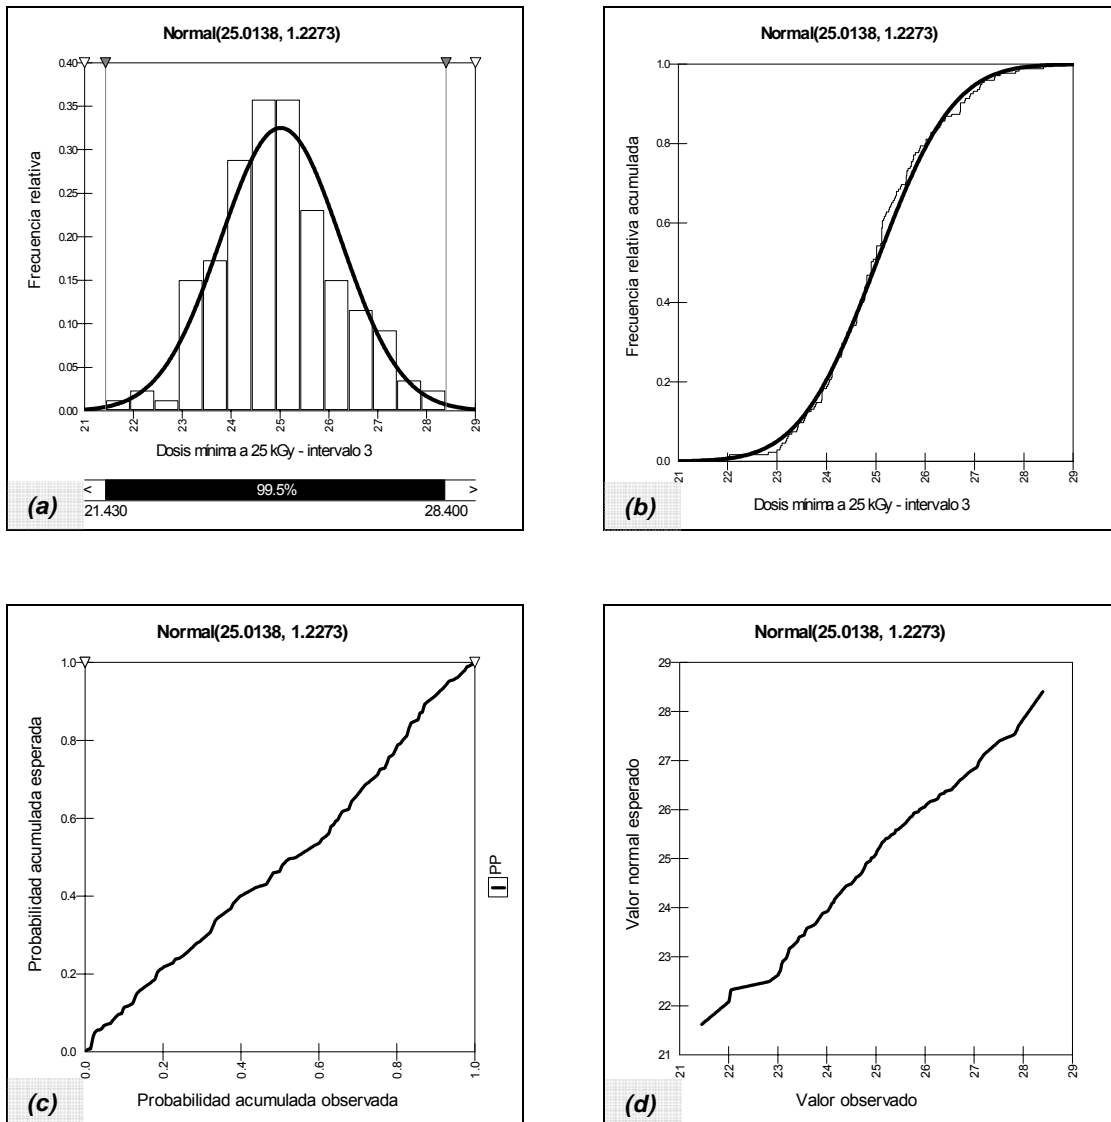 Normal(25.0138, 1.2273)
Frecuencia relativa
0.40
0.35
0.30
0.25
0.20
0.15
0.10
0.05
0.00
21 22 23 24 25 26 27 28 29
Dosis mínima a 25 kGy - intervalo 3
< 99.5% >
21.430 28.400
(a)
Normal(25.0138, 1.2273)
Frecuencia relativa acumulada
1.0
0.8
0.6
0.4
0.2
0.0
21 22 23 24 25 26 27 28 29
Dosis mínima a 25 kGy - intervalo 3
(b)
Normal(25.0138, 1.2273)
Probabilidad acumulada esperada
1.0
0.8
0.6
0.4
0.2
0.0
0.0 0.2 0.4 0.6 0.8 1.0
Probabilidad acumulada observada
PP
(c)
Normal(25.0138, 1.2273)
Valor normal esperado
29
28
27
26
25
24
23
22
21
21 22 23 24 25 26 27 28 29
Valor observado
(d)